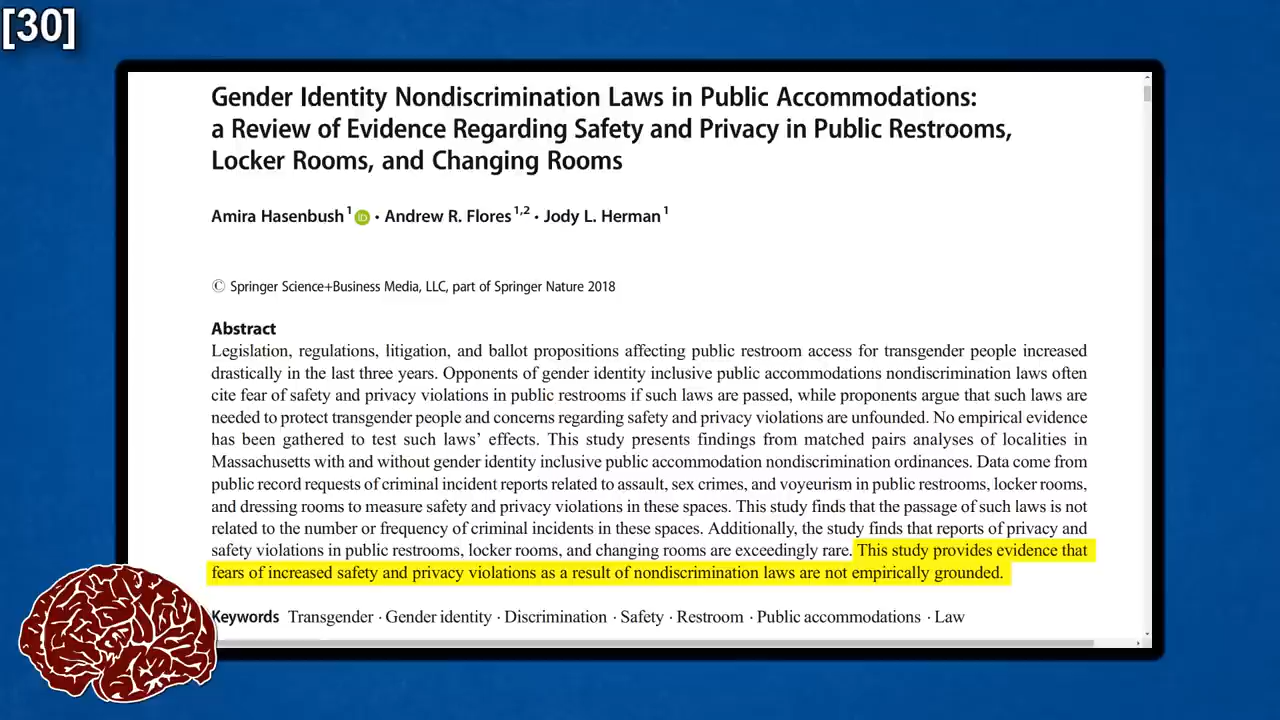 [30]
Gender Identity Nondiscrimination Laws in Public Accommodations:
a Review of Evidence Regarding Safety and Privacy in Public Restrooms,
Locker Rooms, and Changing Rooms
Amira Hasenbush 1 iD · Andrew R. Flores 1,2 · Jody L. Herman 1
© Springer Science+Business Media, LLC, part of Springer Nature 2018
Abstract
Legislation, regulations, litigation, and ballot propositions affecting public restroom access for transgender people increased
drastically in the last three years. Opponents of gender identity inclusive public accommodations nondiscrimination laws often
cite fear of safety and privacy violations in public restrooms if such laws are passed, while proponents argue that such laws are
needed to protect transgender people and concerns regarding safety and privacy violations are unfounded. No empirical evidence
has been gathered to test such laws’ effects. This study presents findings from matched pairs analyses of localities in
Massachusetts with and without gender identity inclusive public accommodation nondiscrimination ordinances. Data come from
public record requests of criminal incident reports related to assault, sex crimes, and voyeurism in public restrooms, locker rooms,
and dressing rooms to measure safety and privacy violations in these spaces. This study finds that the passage of such laws is not
related to the number or frequency of criminal incidents in these spaces. Additionally, the study finds that reports of privacy and
safety violations in public restrooms, locker rooms, and changing rooms are exceedingly rare. This study provides evidence that
fears of increased safety and privacy violations as a result of nondiscrimination laws are not empirically grounded.
Keywords Transgender · Gender identity · Discrimination · Safety · Restroom · Public accommodations · Law